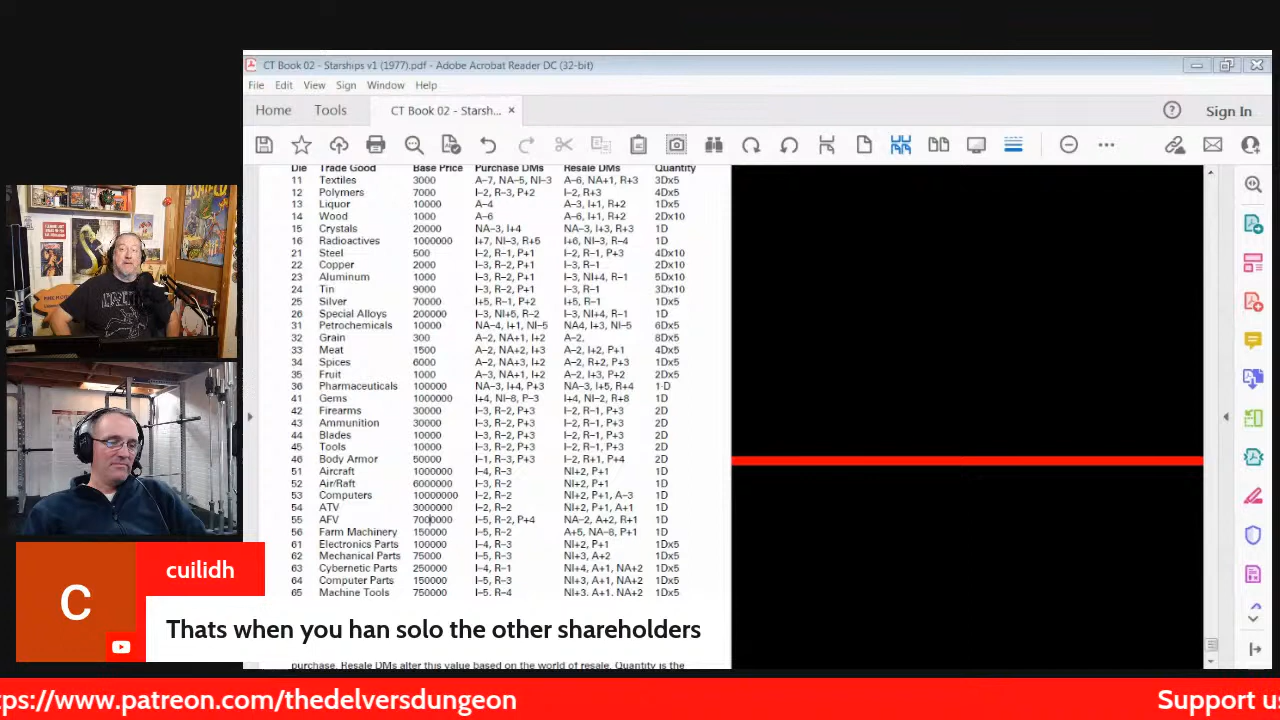 CT Book 02 - Starships v1 (1977).pdf - Adobe Acrobat Reader DC (32-bit)
File Edit View Sign Window Help
Home Tools CT Book 02 - Starsh... × Sign In
Die Trade Good Base Price Purchase DMs Resale DMs Quantity
11 Textiles 3000 A–7, NA–5, NI–3 A–6, NA+1, R+3 3Dx5
12 Polymers 7000 I–2, R–3, P+2 I–2, R+3 4Dx5
13 Liquor 10000 A–4 A–3, I+1, R+2 1Dx5
14 Wood 1000 A–6 A–6, I+1, R+2 2Dx10
15 Crystals 20000 NA–3, I+4 NA–3, I+3, R+3 1D
16 Radioactives 1000000 I+7, NI–3, R+5 I+6, NI–3, R–4 1D
21 Steel 500 I–2, R–1, P+1 I–2, R–1, P+3 4Dx10
22 Copper 2000 I–3, R–2, P+1 I–3, R–1 2Dx10
23 Aluminum 1000 I–3, R–2, P+1 I–3, NI+4, R–1 5Dx10
24 Tin 9000 I–3, R–2, P+1 I–3, R–1 3Dx10
25 Silver 70000 I+5, R–1, P+2 I+5, R–1 1Dx5
26 Special Alloys 200000 I–3, NI+5, R–2 I–3, NI+4, R–1 1D
31 Petrochemicals 10000 NA–4, I+1, NI–5 NA4, I+3, NI–5 6Dx5
32 Grain 300 A–2, NA+1, I+2 A–2, 8Dx5
33 Meat 1500 A–2, NA+2, I+3 A–2, I+2, P+1 4Dx5
34 Spices 6000 A–2, NA+3, I+2 A–2, R+2, P+3 1Dx5
35 Fruit 1000 A–3, NA+1, I+2 A–2, I+3, P+2 2Dx5
36 Pharmaceuticals 100000 NA–3, I+4, P+3 NA–3, I+5, R+4 1D
41 Gems 1000000 I+4, NI–8, P–3 I+4, NI–2, R+8 1D
42 Firearms 30000 I–3, R–2, P+3 I–2, R–1, P+3 2D
43 Ammunition 30000 I–3, R–2, P+3 I–2, R–1, P+3 2D
44 Blades 10000 I–3, R–2, P+3 I–2, R–1, P+3 2D
45 Tools 10000 I–3, R–2, P+3 I–2, R–1, P+3 2D
46 Body Armor 50000 I–1, R–3, P+3 I–2, R+1, P+4 2D
51 Aircraft 1000000 I–4, R–3 NI+2, P+1 1D
52 Air/Raft 6000000 I–3, R–2 NI+2, P+1 1D
53 Computers 10000000 I–2, R–2 NI+2, P+1, A–3 1D
54 ATV 3000000 I–2, R–2 NI+2, P+1, A+1 1D
55 AFV 7000000 I–5, R–2, P+4 NA–2, A+2, R+1 1D
56 Farm Machinery 150000 I–5, R–2 A+5, NA–8, P+1 1D
61 Electronics Parts 100000 I–4, R–3 NI+2, P+1 1Dx5
62 Mechanical Parts 75000 I–5, R–3 NI+3, A+2 1Dx5
63 Cybernetic Parts 250000 I–4, R–1 NI+4, A+1, NA+2 1Dx5
64 Computer Parts 150000 I–5, R–3 NI+3, A+1, NA+2 1Dx5
65 Machine Tools 750000 I–5, R–4 NI+3, A+1, NA+2 1Dx5
purchase. Resale DMs alter this value based on the world of resale. Quantity is the
C
cuilidh
Thats when you han solo the other shareholders
ps://www.patreon.com/thedelversdungeon
Support us